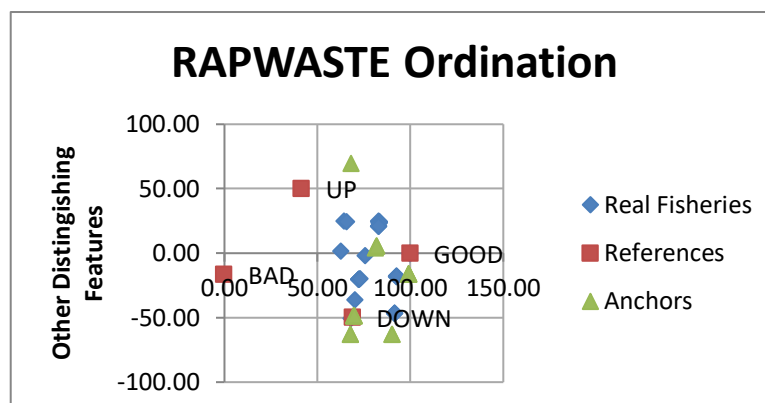 RAPWASTE Ordination
Other Distingishing
Features
100.00
50.00
0.00
-50.00
-100.00
0.00
50.00
100.00
150.00
UP
GOOD
BAD
DOWN
Real Fisheries
References
Anchors